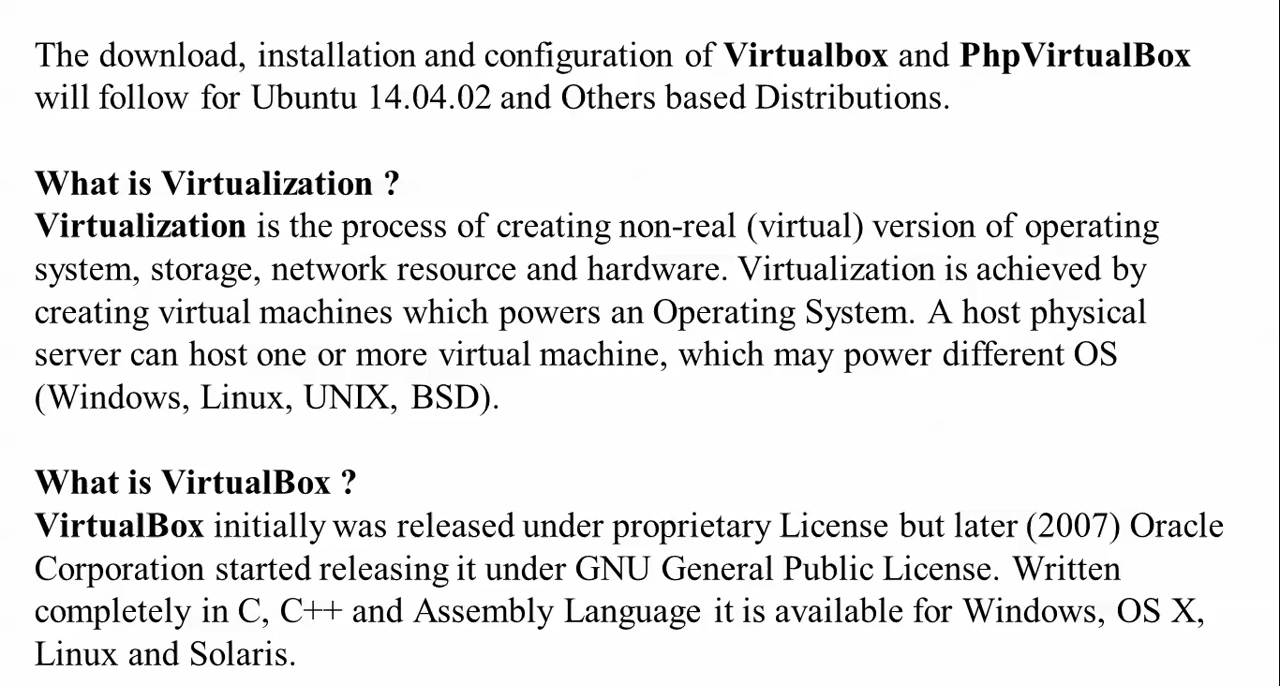 The download, installation and configuration of Virtualbox and PhpVirtualBox
will follow for Ubuntu 14.04.02 and Others based Distributions.
What is Virtualization ?
Virtualization is the process of creating non-real (virtual) version of operating
system, storage, network resource and hardware. Virtualization is achieved by
creating virtual machines which powers an Operating System. A host physical
server can host one or more virtual machine, which may power different OS
(Windows, Linux, UNIX, BSD).
What is VirtualBox ?
VirtualBox initially was released under proprietary License but later (2007) Oracle
Corporation started releasing it under GNU General Public License. Written
completely in C, C++ and Assembly Language it is available for Windows, OS X,
Linux and Solaris.